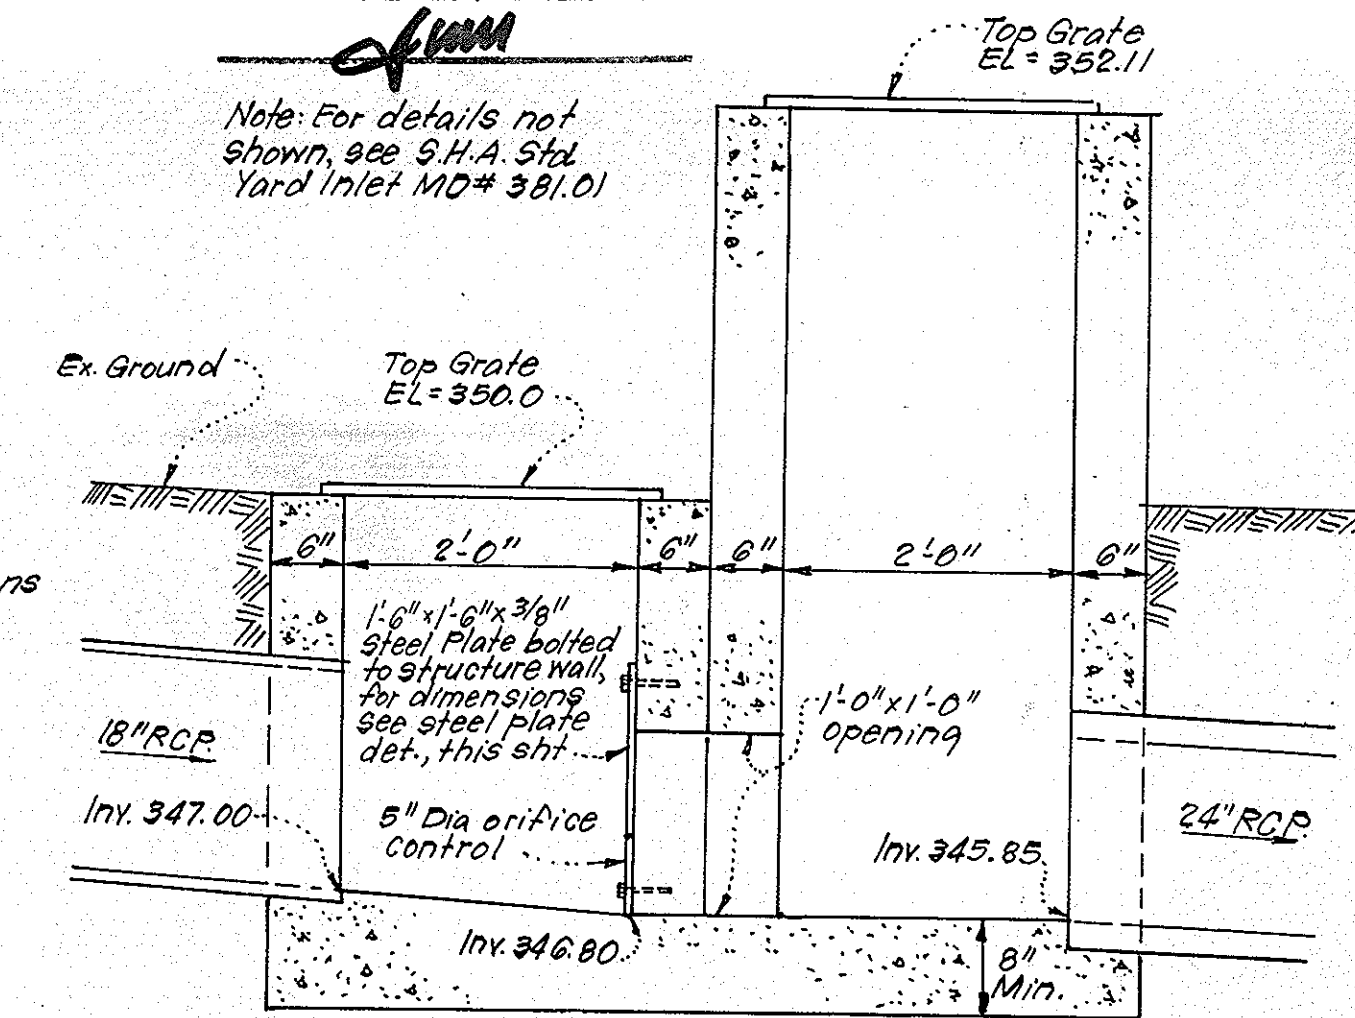 Top Grate
EL = 352.11
Note: For details not
shown, see S.H.A. Std
Yard Inlet MD# 381.01
Ex. Ground
Top Grate
EL = 350.0
6" 2'-0" 6" 6" 2'-0" 6"
ns
1'-6" x 1'-6" x 3/8"
Steel Plate bolted
to structure wall,
for dimensions
see steel plate
det., this sht.
1'-0" x 1'-0"
opening
18" RCP.
Inv. 347.00
5" Dia orifice
control
24" RCP.
Inv. 345.85
Inv. 346.80
8"
Min.